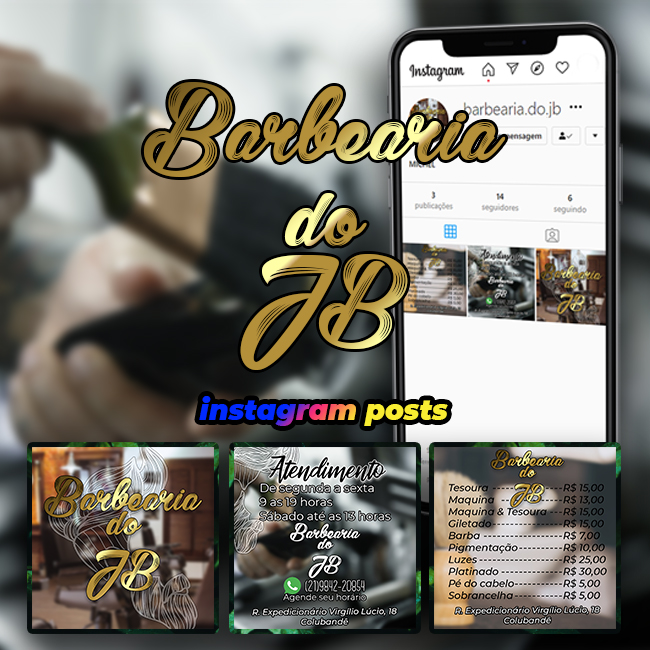 Instagram
barbearia.do.jb
mensagem
3
14
6
publicações
seguidores
seguindo
Barbearia
do
JB
instagram posts
Barbearia
do
JB
Atendimento
De segunda a sexta
9 as 19 horas
Sábado até as 13 horas
Barbearia
do
JB
(21)9842-20854
Agende seu horário
R. Expedicionário Virgílio Lúcio, 18
Colubandê
Barbearia
do
JB
Tesoura R$ 15,00
Maquina R$ 13,00
Maquina & Tesoura R$ 15,00
Giletado R$ 15,00
Barba R$ 7,00
Pigmentação R$ 10,00
Luzes R$ 25,00
Platinado R$ 30,00
Pé do cabelo R$ 5,00
Sobrancelha R$ 5,00
R. Expedicionário Virgílio Lúcio, 18
Colubandê